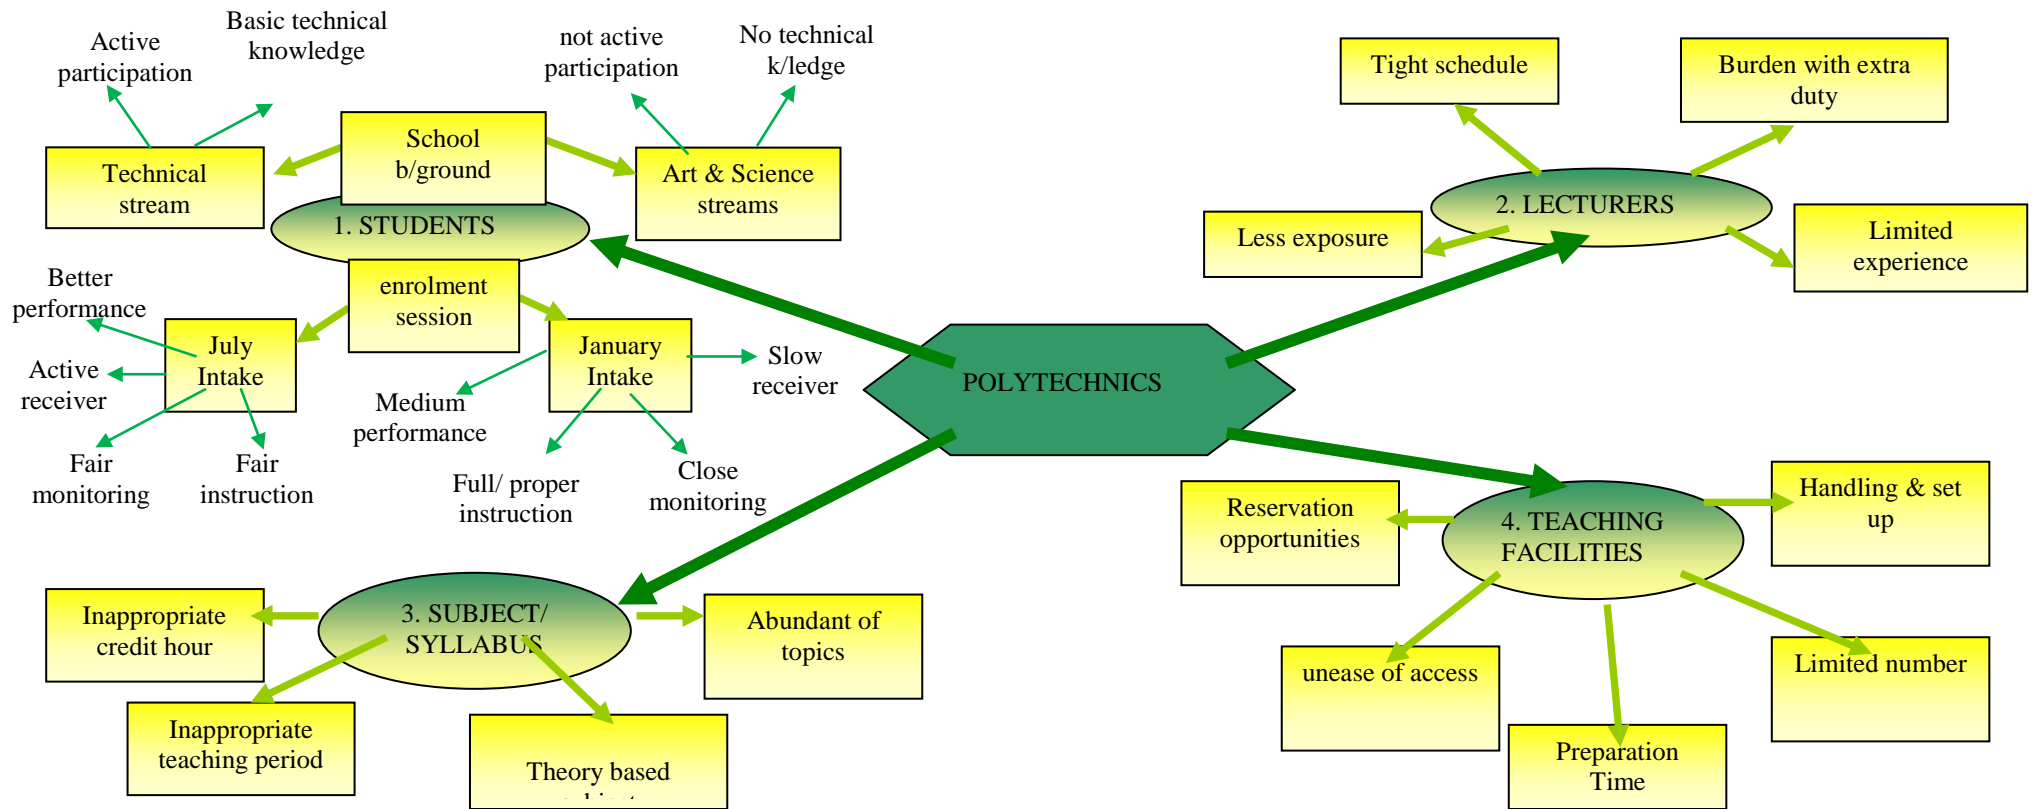 Basic technical
knowledge
Active
participation
not active
participation
No technical
k/ledge
School
b/ground
Technical
stream
Art & Science
streams
1. STUDENTS
enrolment
session
Better
performance
July
Intake
January
Intake
Active
receiver
Slow
receiver
Medium
performance
Fair
monitoring
Fair
instruction
Full/ proper
instruction
Close
monitoring
Tight schedule
Burden with extra
duty
2. LECTURERS
Less exposure
Limited
experience
POLYTECHNICS
3. SUBJECT/
SYLLABUS
Inappropriate
credit hour
Abundant of
topics
Inappropriate
teaching period
Theory based
Reservation
opportunities
4. TEACHING
FACILITIES
Handling & set
up
unease of access
Limited number
Preparation
Time